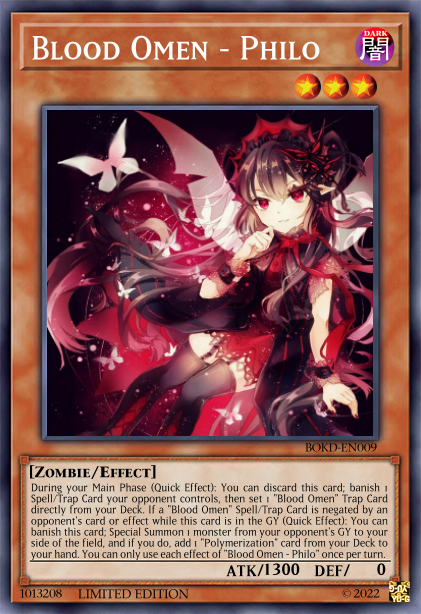 Blood Omen - Philo
DARK
闇
BOKD-EN009
[Zombie/Effect]
During your Main Phase (Quick Effect): You can discard this card; banish 1
Spell/Trap Card your opponent controls, then set 1 "Blood Omen" Trap Card
directly from your Deck. If a "Blood Omen" Spell/Trap Card is negated by an
opponent's card or effect while this card is in the GY (Quick Effect): You can
banish this card; Special Summon 1 monster from your opponent's GY to your
side of the field, and if you do, add 1 "Polymerization" card from your Deck to
your hand. You can only use each effect of "Blood Omen - Philo" once per turn.
ATK/1300 DEF/ 0
1013208 LIMITED EDITION ©2022